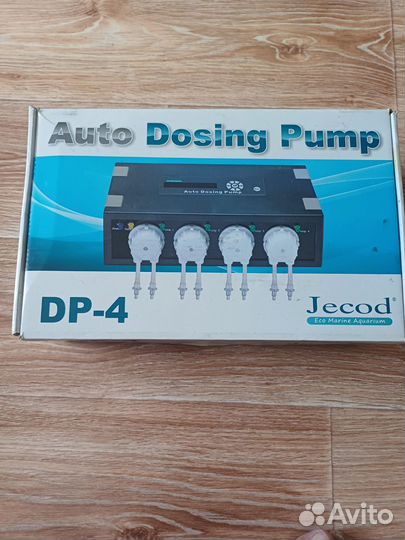 Auto Dosing Pump
Auto Dosing Pump
DP-4
Jecod®
Eco Marine Aquarium
Avito